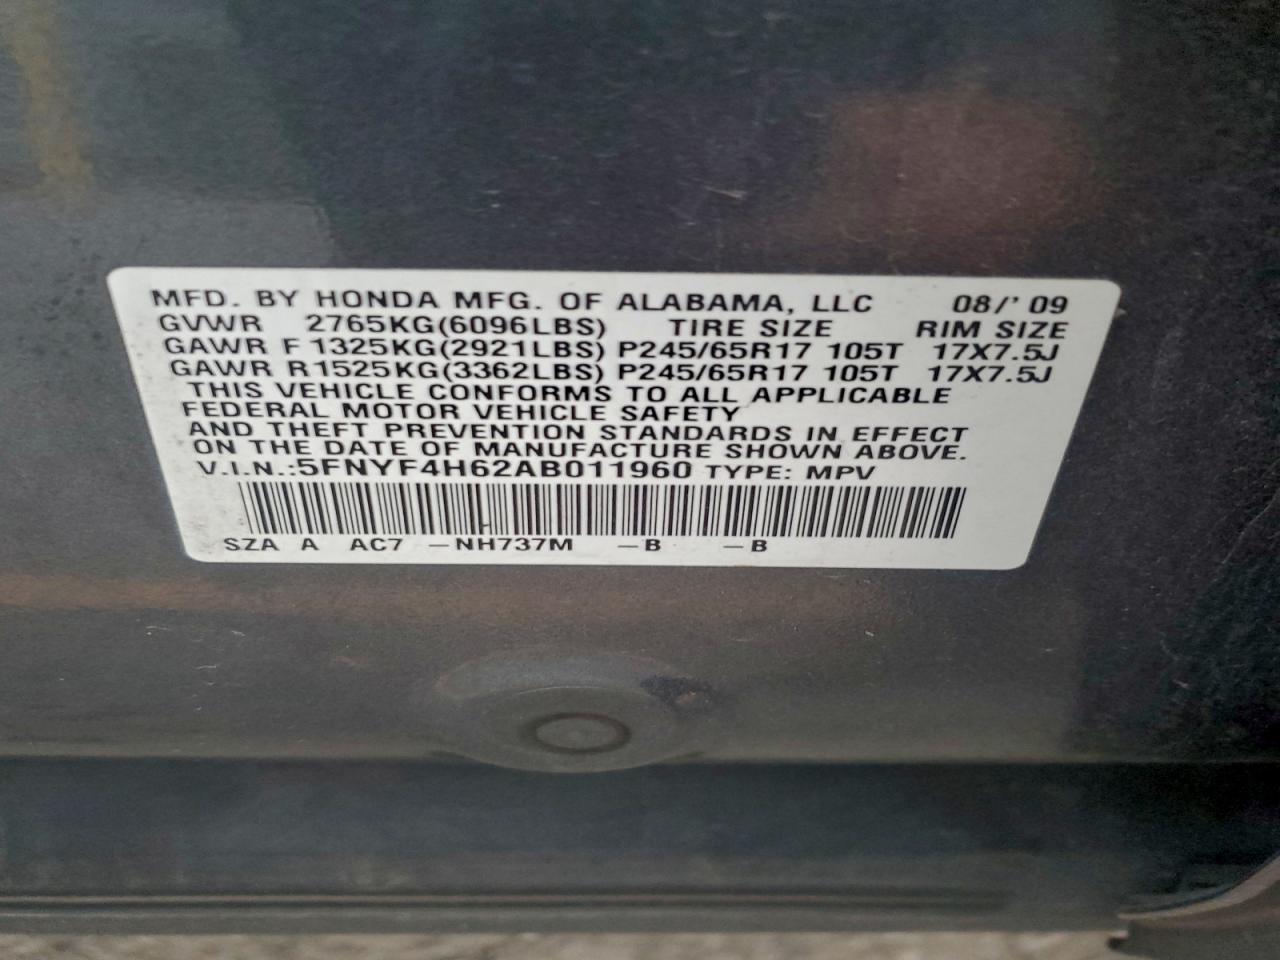 MFD. BY HONDA MFG. OF ALABAMA, LLC 08/' 09
GVWR 2765KG(6096LBS) TIRE SIZE RIM SIZE
GAWR F 1325KG(2921LBS) P245/65R17 105T 17X7.5J
GAWR R1525KG(3362LBS) P245/65R17 105T 17X7.5J
THIS VEHICLE CONFORMS TO ALL APPLICABLE
FEDERAL MOTOR VEHICLE SAFETY
AND THEFT PREVENTION STANDARDS IN EFFECT
ON THE DATE OF MANUFACTURE SHOWN ABOVE.
V.I.N.:5FNYF4H62AB011960 TYPE: MPV
SZA A AC7 -NH737M -B -B